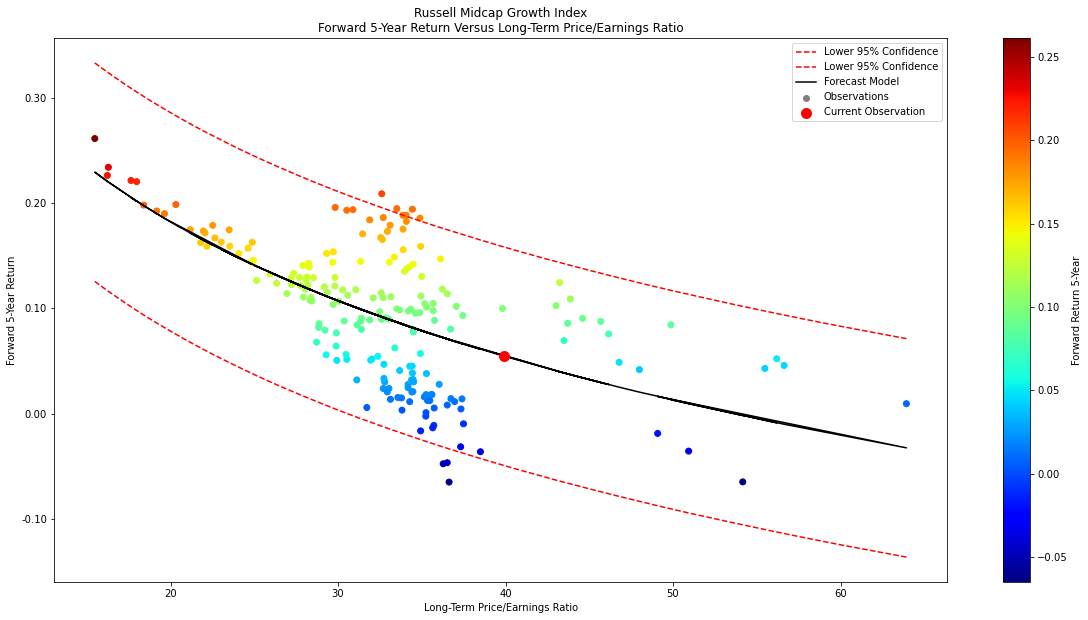 Russell Midcap Growth Index
Forward 5-Year Return Versus Long-Term Price/Earnings Ratio
Lower 95% Confidence
Lower 95% Confidence
Forecast Model
Observations
Current Observation
Forward 5-Year Return
0.30
0.20
0.10
0.00
-0.10
20
30
40
50
60
Long-Term Price/Earnings Ratio
0.25
0.20
0.15
0.10
0.05
0.00
−0.05
Forward Return 5-Year